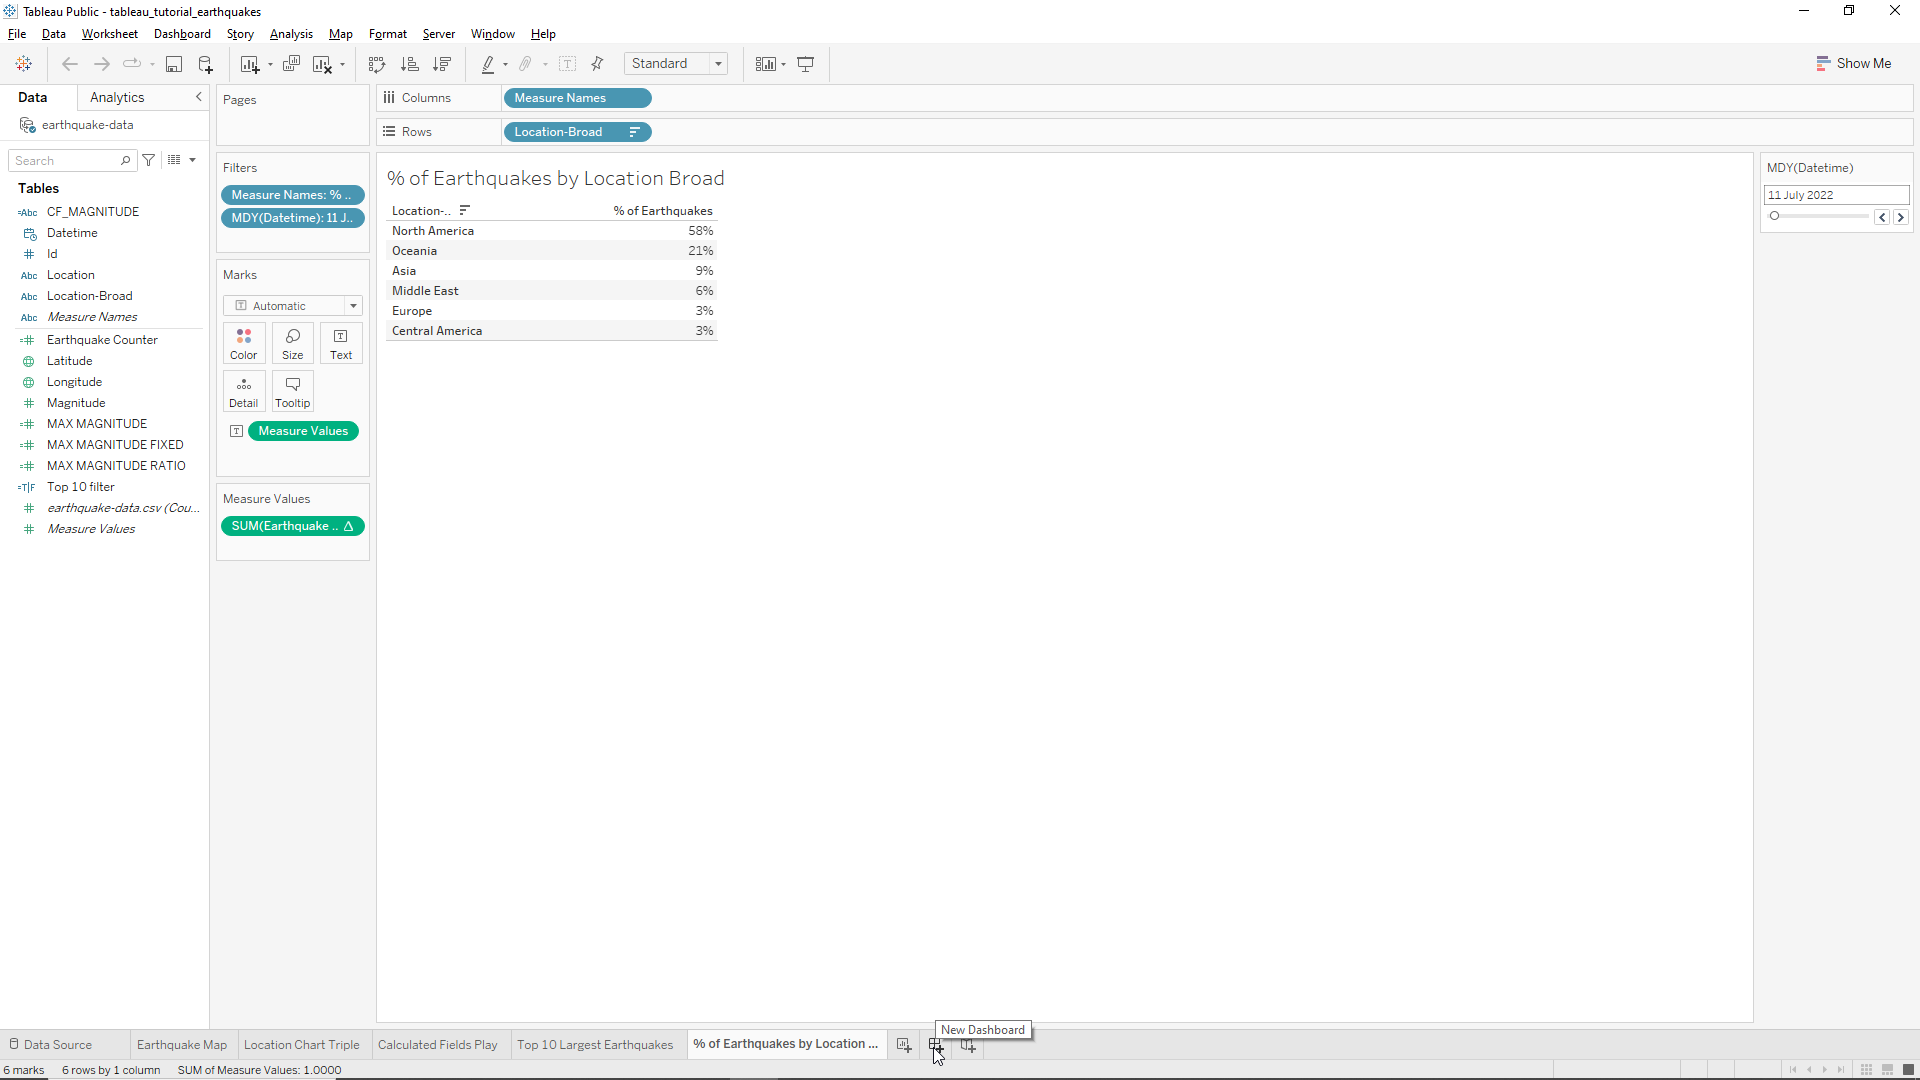 Tableau Public - tableau_tutorial_earthquakes
File Data Worksheet Dashboard Story Analysis Map Format Server Window Help
Standard
Show Me
Data Analytics
earthquake-data
Search
Tables
=Abc CF_MAGNITUDE
Datetime
# Id
Abc Location
Abc Location-Broad
Abc Measure Names
=# Earthquake Counter
Latitude
Longitude
# Magnitude
=# MAX MAGNITUDE
=# MAX MAGNITUDE FIXED
=# MAX MAGNITUDE RATIO
=T|F Top 10 filter
# earthquake-data.csv (Cou...
# Measure Values
Pages
Filters
Measure Names: % ..
MDY(Datetime): 11 J..
Marks
T Automatic
Color Size Text
Detail Tooltip
T Measure Values
Measure Values
SUM(Earthquake .. Δ
Columns Measure Names
Rows Location-Broad
% of Earthquakes by Location Broad
Location-.. % of Earthquakes
North America 58%
Oceania 21%
Asia 9%
Middle East 6%
Europe 3%
Central America 3%
MDY(Datetime)
11 July 2022
New Dashboard
Data Source Earthquake Map Location Chart Triple Calculated Fields Play Top 10 Largest Earthquakes % of Earthquakes by Location ...
6 marks 6 rows by 1 column SUM of Measure Values: 1.0000